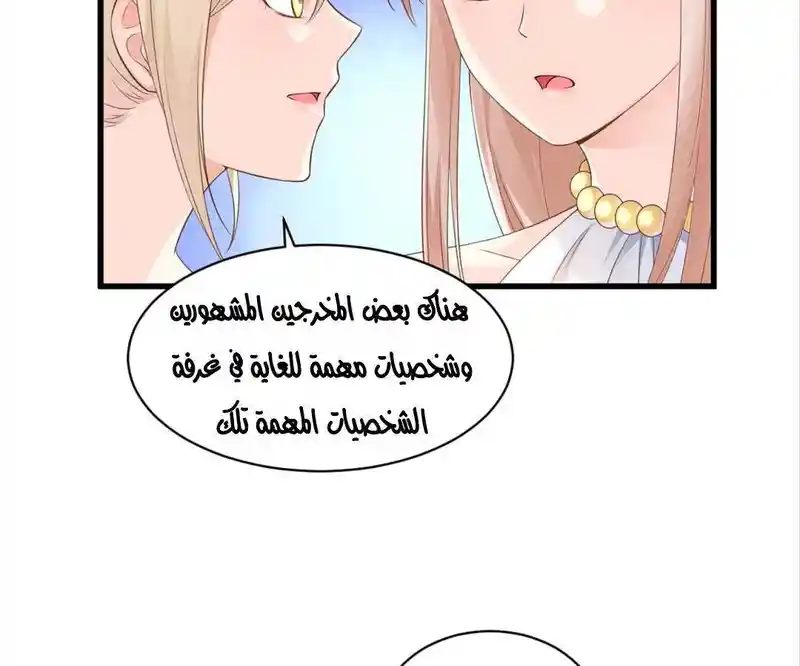 هناك بعض المخرجين المشهورين
وشخصيات مهمة للغاية في غرفة
الشخصيات المهمة تلك